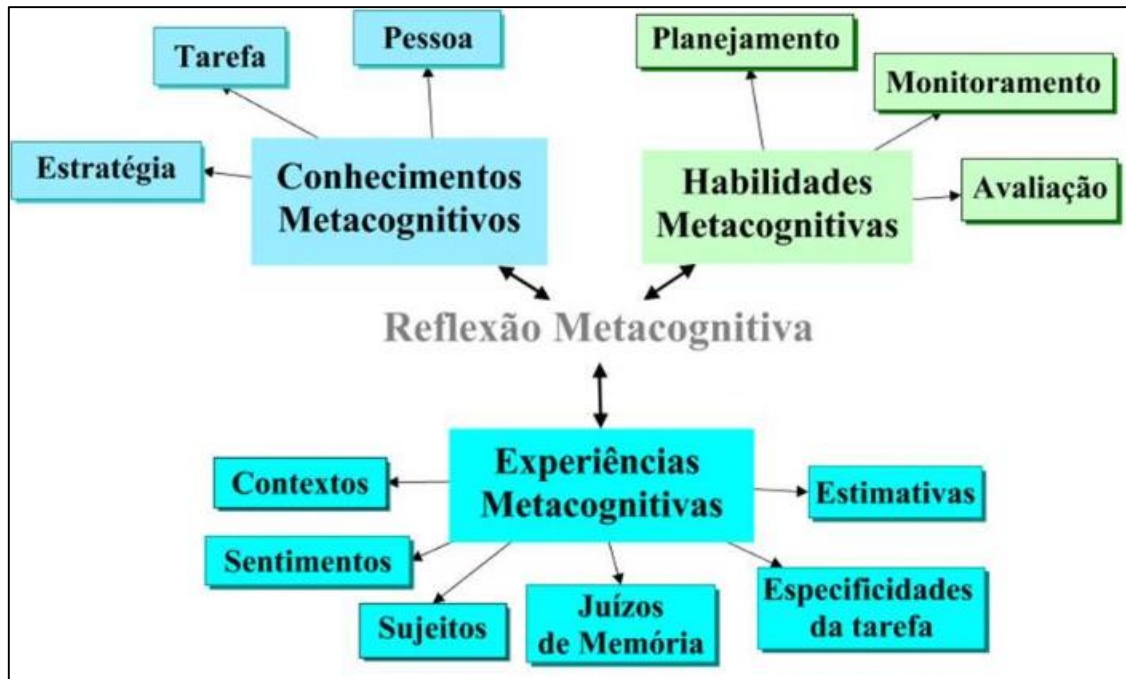 Tarefa
Pessoa
Estratégia
Conhecimentos
Metacognitivos
Planejamento
Monitoramento
Habilidades
Metacognitivas
Avaliação
Reflexão Metacognitiva
Experiências
Metacognitivas
Contextos
Estimativas
Sentimentos
Sujeitos
Juízos
de Memória
Especificidades
da tarefa